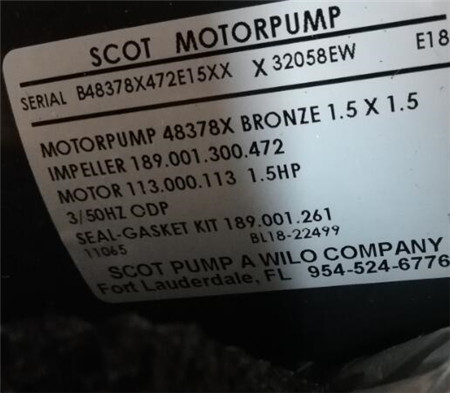 SCOT MOTORPUMP
SERIAL B48378X472E15XX X 32058EW E18
MOTORPUMP 48378X BRONZE 1.5 X 1.5
IMPELLER 189.001.300.472
MOTOR 113.000.113 1.5HP
3/50HZ ODP
SEAL-GASKET KIT 189.001.261
11065 BL18-22499
SCOT PUMP A WILO COMPANY
Fort Lauderdale, FL 954-524-6776